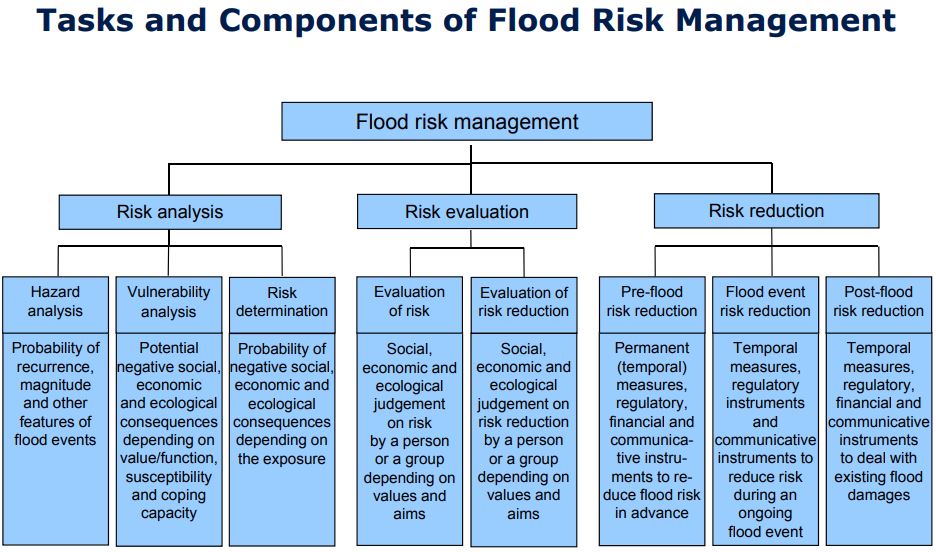 Tasks and Components of Flood Risk Management
Flood risk management
Risk analysis
Risk evaluation
Risk reduction
Hazard
analysis
Probability of
recurrence,
magnitude
and other
features of
flood events
Vulnerability
analysis
Potential
negative social,
economic
and ecological
consequences
depending on
value/function,
susceptibility
and coping
capacity
Risk
determination
Probability of
negative social,
economic and
ecological
consequences
depending on
the exposure
Evaluation
of risk
Social,
economic and
ecological
judgement
on risk
by a person
or a group
depending on
values and
aims
Evaluation of
risk reduction
Social,
economic and
ecological
judgement on
risk reduction
by a person
or a group
depending on
values and
aims
Pre-flood
risk reduction
Permanent
(temporal)
measures,
regulatory,
financial and
communica-
tive instru-
ments to re-
duce flood risk
in advance
Flood event
risk reduction
Temporal
measures,
regulatory
instruments
and
communicative
instruments to
reduce risk
during an
ongoing
flood event
Post-flood
risk reduction
Temporal
measures,
regulatory,
financial and
communicative
instruments
to deal with
existing flood
damages